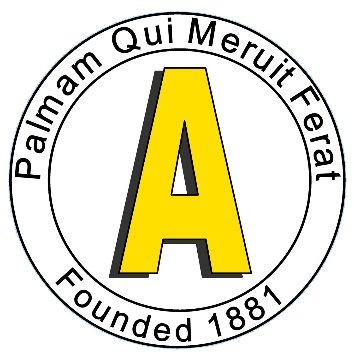 Palmam Qui Meruit Ferat
A
Founded 1881